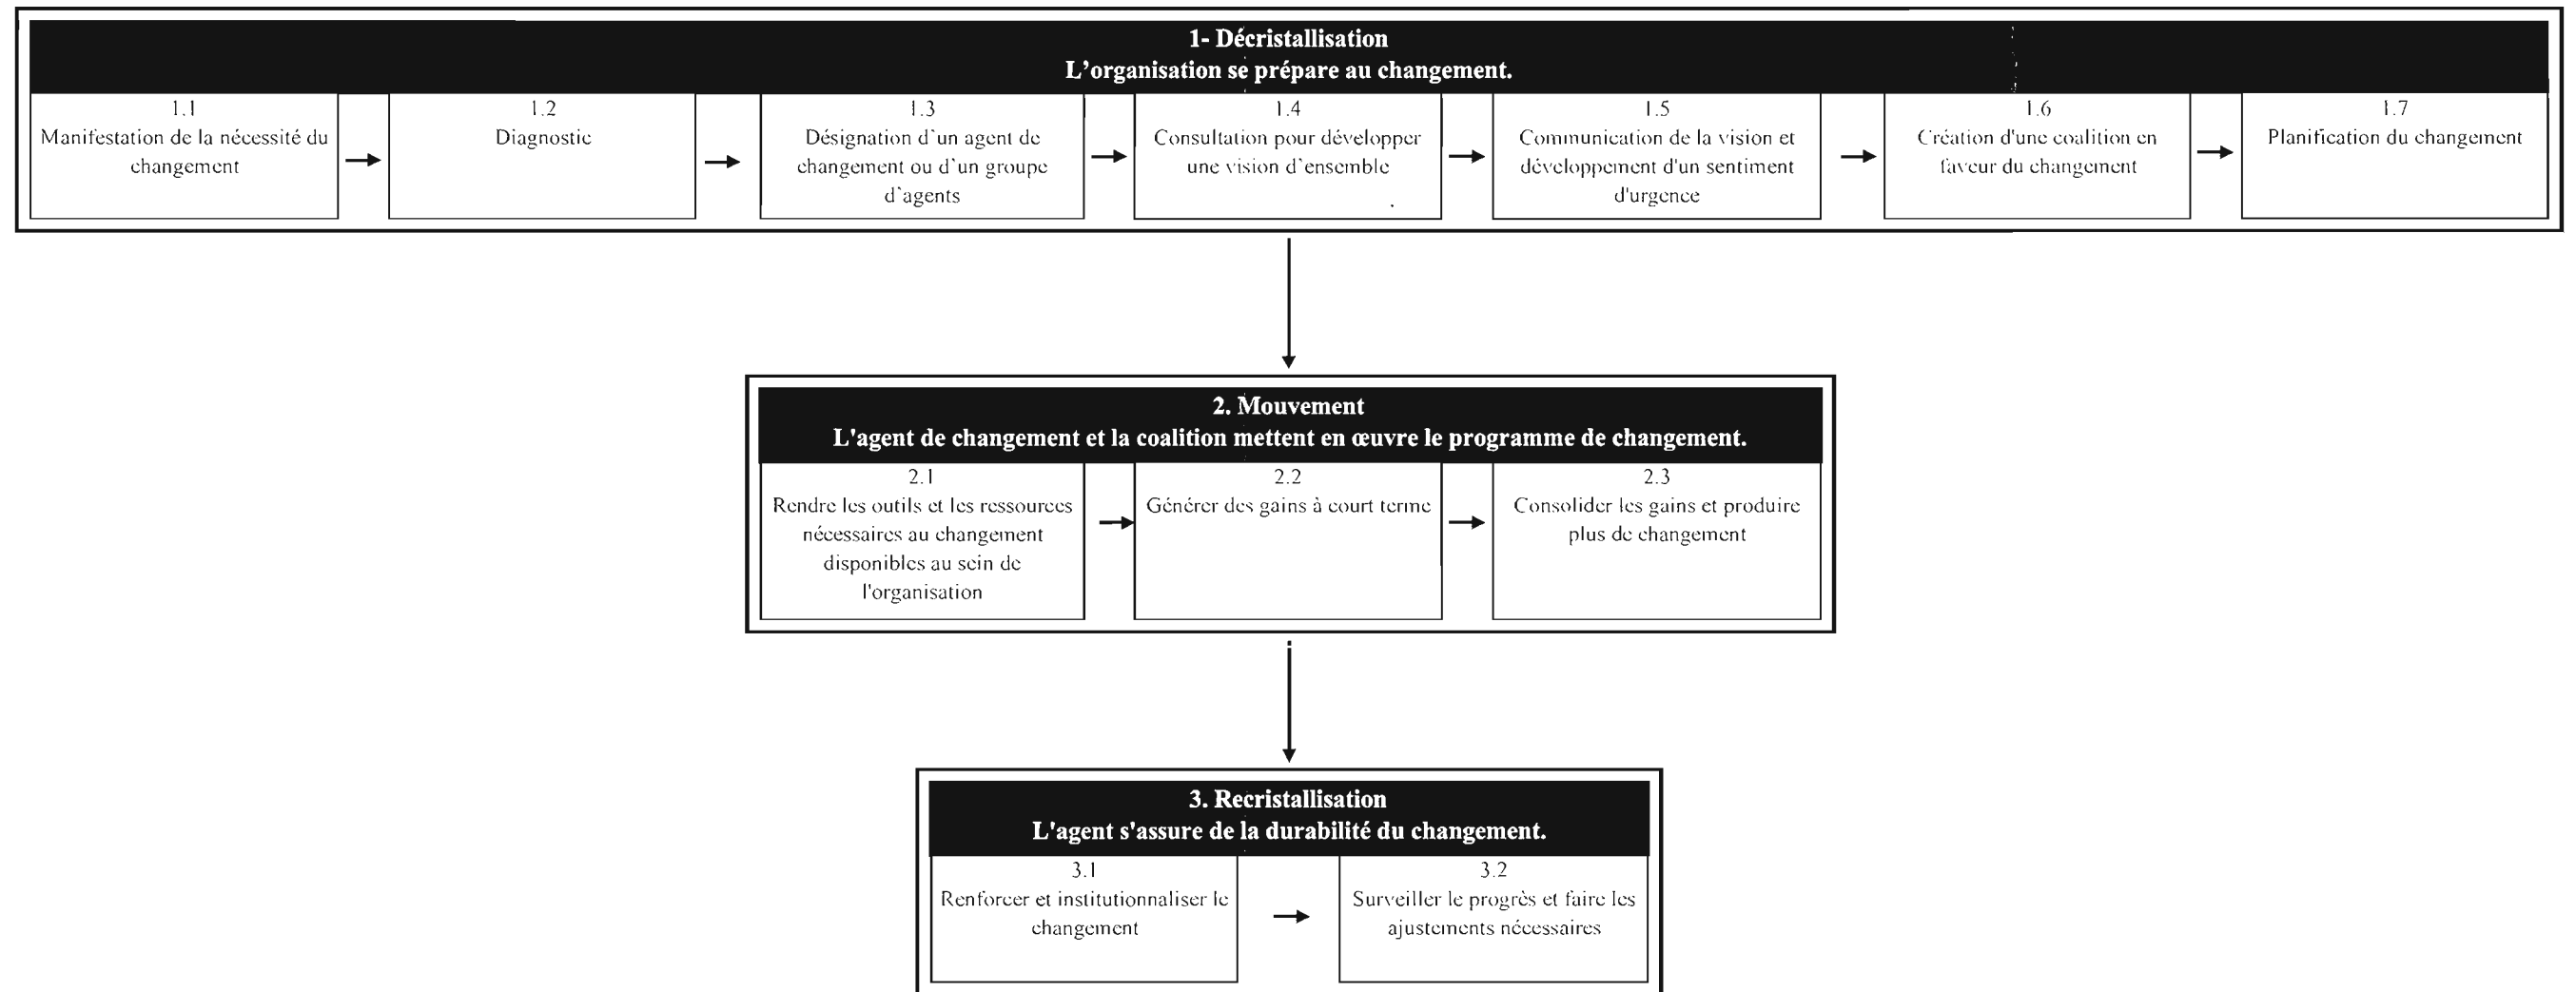 1- Décristallisation
L’organisation se prépare au changement.
1.1
Manifestation de la nécessité du
changement
1.2
Diagnostic
1.3
Désignation d’un agent de
changement ou d’un groupe
d’agents
1.4
Consultation pour développer
une vision d’ensemble
1.5
Communication de la vision et
développement d'un sentiment
d'urgence
1.6
Création d'une coalition en
faveur du changement
1.7
Planification du changement
2. Mouvement
L'agent de changement et la coalition mettent en œuvre le programme de changement.
2.1
Rendre les outils et les ressources
nécessaires au changement
disponibles au sein de
l'organisation
2.2
Générer des gains à court terme
2.3
Consolider les gains et produire
plus de changement
3. Recristallisation
L'agent s'assure de la durabilité du changement.
3.1
Renforcer et institutionnaliser le
changement
3.2
Surveiller le progrès et faire les
ajustements nécessaires